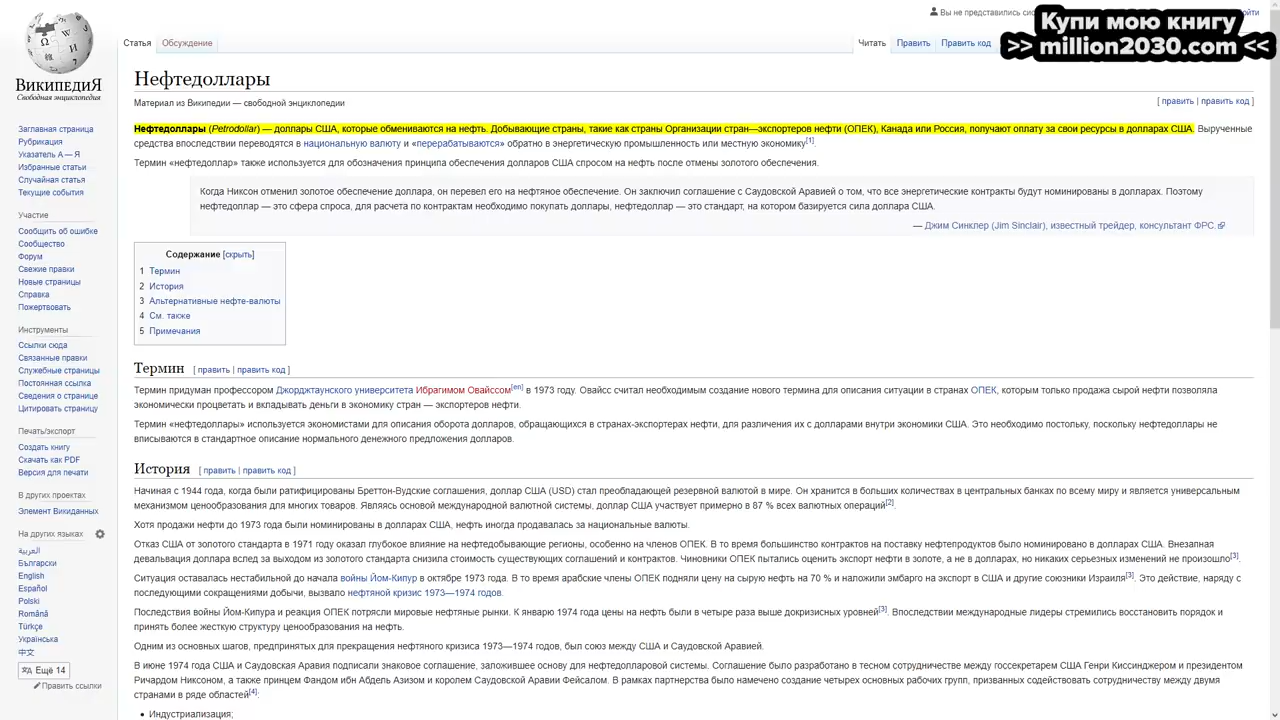 Купи мою книгу
>> million2030.com <<
Вы не представились сис
ойти
Статья
Обсуждение
Читать
Править
Править код
ВИКИПЕДИЯ
Свободная энциклопедия
Нефтедоллары
Материал из Википедии — свободной энциклопедии
[ править | править код ]
Нефтедоллары (Petrodollar) — доллары США, которые обмениваются на нефть. Добывающие страны, такие как страны Организации стран—экспортеров нефти (ОПЕК), Канада или Россия, получают оплату за свои ресурсы в долларах США. Вырученные
средства впоследствии переводятся в национальную валюту и «перерабатываются» обратно в энергетическую промышленность или местную экономику[1].
Термин «нефтедоллар» также используется для обозначения принципа обеспечения долларов США спросом на нефть после отмены золотого обеспечения.
Когда Никсон отменил золотое обеспечение доллара, он перевел его на нефтяное обеспечение. Он заключил соглашение с Саудовской Аравией о том, что все энергетические контракты будут номинированы в долларах. Поэтому
нефтедоллар — это сфера спроса, для расчета по контрактам необходимо покупать доллары, нефтедоллар — это стандарт, на котором базируется сила доллара США.
— Джим Синклер (Jim Sinclair), известный трейдер, консультант ФРС.
Содержание [скрыть]
1 Термин
2 История
3 Альтернативные нефте-валюты
4 См. также
5 Примечания
Термин [ править | править код ]
Термин придуман профессором Джорджтаунского университета Ибрагимом Овайссом[en] в 1973 году. Овайсс считал необходимым создание нового термина для описания ситуации в странах ОПЕК, которым только продажа сырой нефти позволяла
экономически процветать и вкладывать деньги в экономику стран — экспортеров нефти.
Термин «нефтедоллары» используется экономистами для описания оборота долларов, обращающихся в странах-экспортерах нефти, для различения их с долларами внутри экономики США. Это необходимо постольку, поскольку нефтедоллары не
вписываются в стандартное описание нормального денежного предложения долларов.
История [ править | править код ]
Начиная с 1944 года, когда были ратифицированы Бреттон-Вудские соглашения, доллар США (USD) стал преобладающей резервной валютой в мире. Он хранится в больших количествах в центральных банках по всему миру и является универсальным
механизмом ценообразования для многих товаров. Являясь основой международной валютной системы, доллар США участвует примерно в 87 % всех валютных операций[2].
Хотя продажи нефти до 1973 года были номинированы в долларах США, нефть иногда продавалась за национальные валюты.
Отказ США от золотого стандарта в 1971 году оказал глубокое влияние на нефтедобывающие регионы, особенно на членов ОПЕК. В то время большинство контрактов на поставку нефтепродуктов было номинировано в долларах США. Внезапная
девальвация доллара вслед за выходом из золотого стандарта снизила стоимость существующих соглашений и контрактов. Чиновники ОПЕК пытались оценить экспорт нефти в золоте, а не в долларах, но никаких серьезных изменений не произошло[3].
Ситуация оставалась нестабильной до начала войны Йом-Кипур в октябре 1973 года. В то время арабские члены ОПЕК подняли цену на сырую нефть на 70 % и наложили эмбарго на экспорт в США и другие союзники Израиля[3]. Это действие, наряду с
последующими сокращениями добычи, вызвало нефтяной кризис 1973—1974 годов.
Последствия войны Йом-Кипура и реакция ОПЕК потрясли мировые нефтяные рынки. К январю 1974 года цены на нефть были в четыре раза выше докризисных уровней[3]. Впоследствии международные лидеры стремились восстановить порядок и
принять более жесткую структуру ценообразования на нефть.
Одним из основных шагов, предпринятых для прекращения нефтяного кризиса 1973—1974 годов, был союз между США и Саудовской Аравией.
В июне 1974 года США и Саудовская Аравия подписали знаковое соглашение, заложившее основу для нефтедолларовой системы. Соглашение было разработано в тесном сотрудничестве между госсекретарем США Генри Киссинджером и президентом
Ричардом Никсоном, а также принцем Фандом ибн Абдель Азизом и королем Саудовской Аравии Фейсалом. В рамках партнерства было намечено создание четырех основных рабочих групп, призванных содействовать сотрудничеству между двумя
странами в ряде областей[4]:
• Индустриализация;
Заглавная страница
Рубрикация
Указатель А — Я
Избранные статьи
Случайная статья
Текущие события
Участие
Сообщить об ошибке
Сообщество
Форум
Свежие правки
Новые страницы
Справка
Пожертвовать
Инструменты
Ссылки сюда
Связанные правки
Служебные страницы
Постоянная ссылка
Сведения о странице
Цитировать страницу
Печать/экспорт
Создать книгу
Скачать как PDF
Версия для печати
В других проектах
Элемент Викиданных
На других языках
العربية
Български
English
Español
Polski
Română
Türkçe
Українська
中文
Ещё 14
Править ссылки